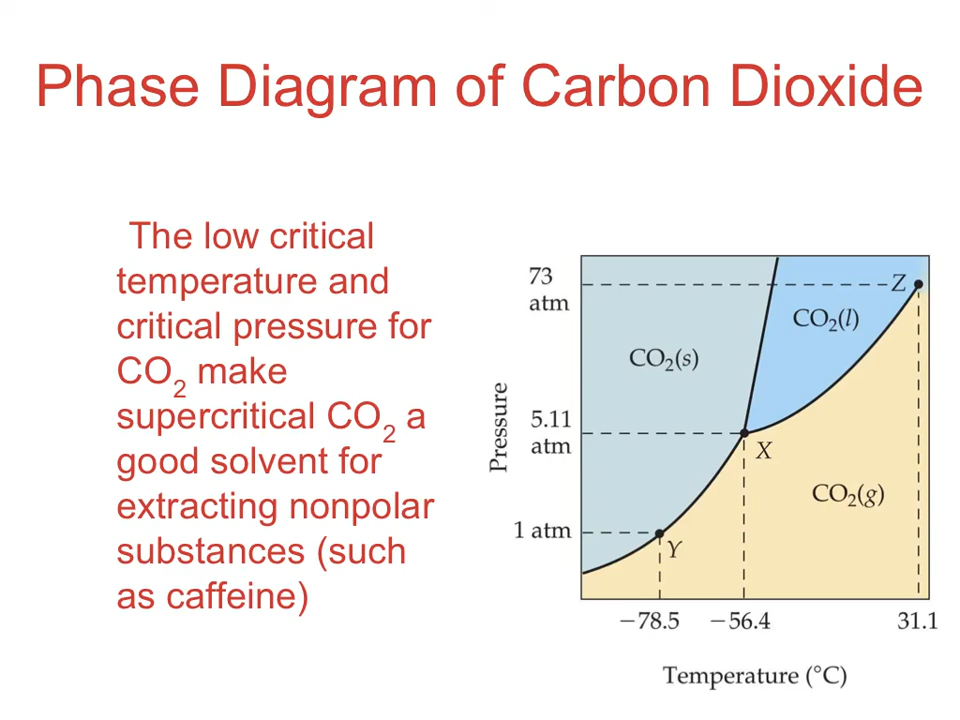 Phase Diagram of Carbon Dioxide
The low critical
temperature and
critical pressure for
CO₂ make
supercritical CO₂ a
good solvent for
extracting nonpolar
substances (such
as caffeine)
73
atm
Z
CO₂(l)
CO₂(s)
Pressure
5.11
atm
X
CO₂(g)
1 atm
Y
−78.5 −56.4 31.1
Temperature (°C)